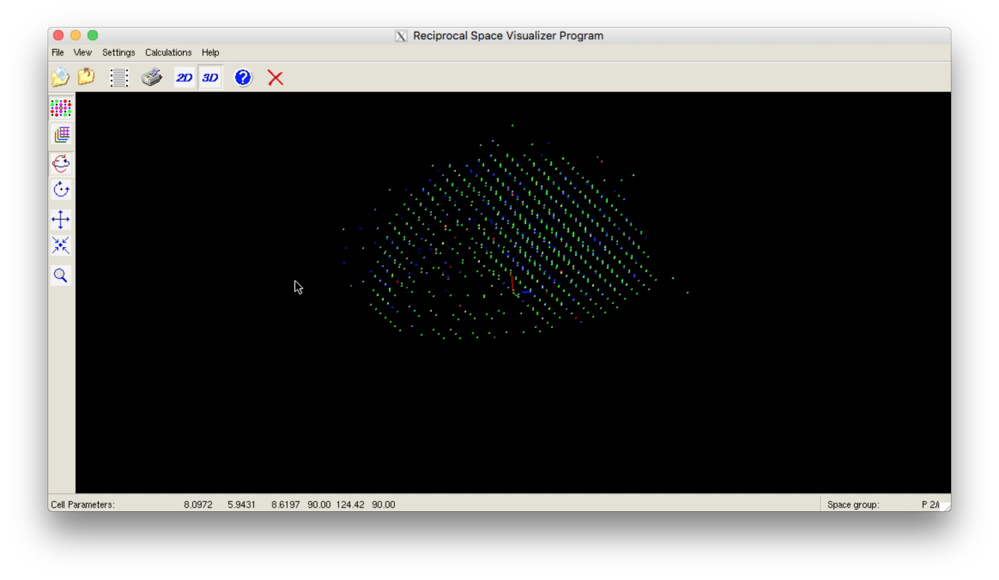 Reciprocal Space Visualizer Program
File View Settings Calculations Help
2D 3D ?
Cell Parameters: 8.0972 5.9431 8.6197 90.00 124.42 90.00 Space group: P